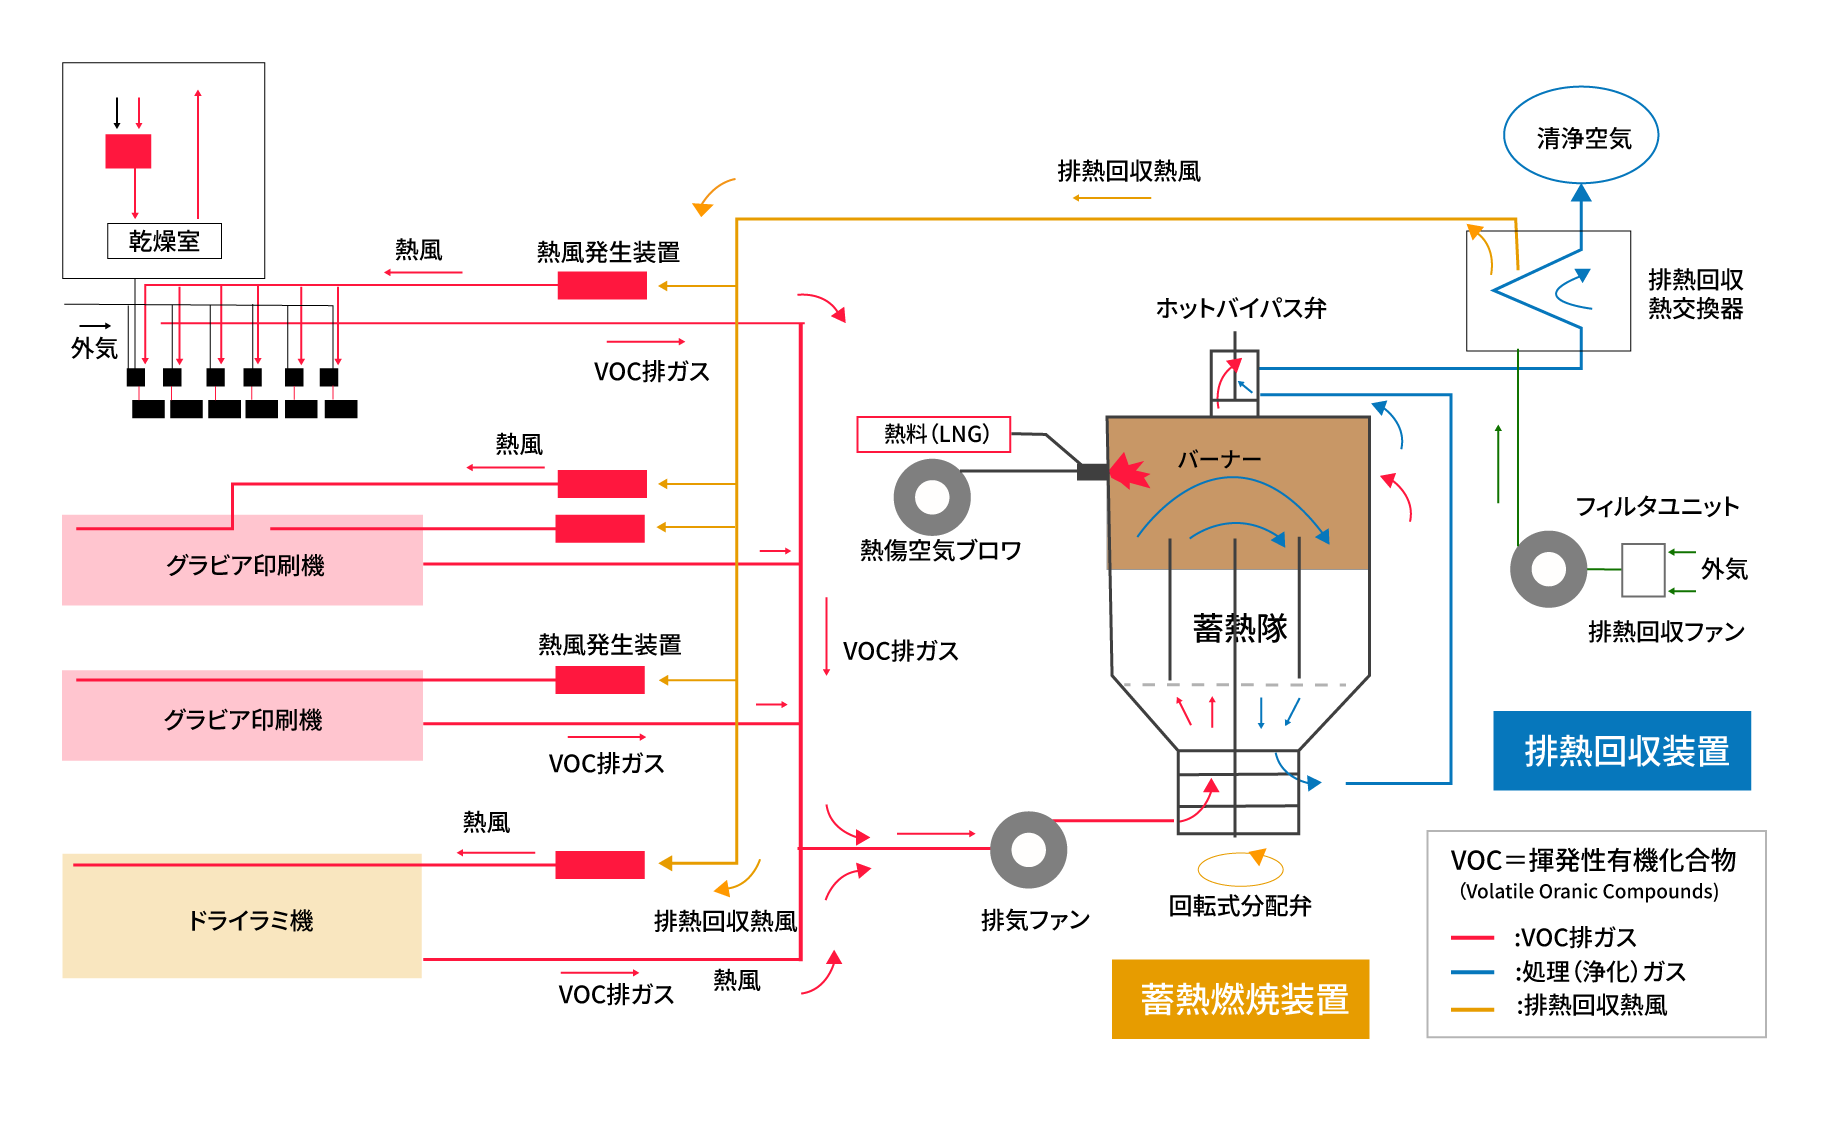 清浄空気
排熱回収熱風
乾燥室
熱風
熱風発生装置
排熱回収
熱交換器
ホットバイパス弁
外気
VOC排ガス
熱料（LNG）
熱風
バーナー
フィルタユニット
熱傷空気ブロワ
グラビア印刷機
外気
蓄熱隊
排熱回収ファン
熱風発生装置
VOC排ガス
グラビア印刷機
VOC排ガス
排熱回収装置
熱風
VOC＝揮発性有機化合物
（Volatile Oranic Compounds）
ドライラミ機
排熱回収熱風
排気ファン
回転式分配弁
:VOC排ガス
:処理（浄化）ガス
:排熱回収熱風
熱風
VOC排ガス
蓄熱燃焼装置